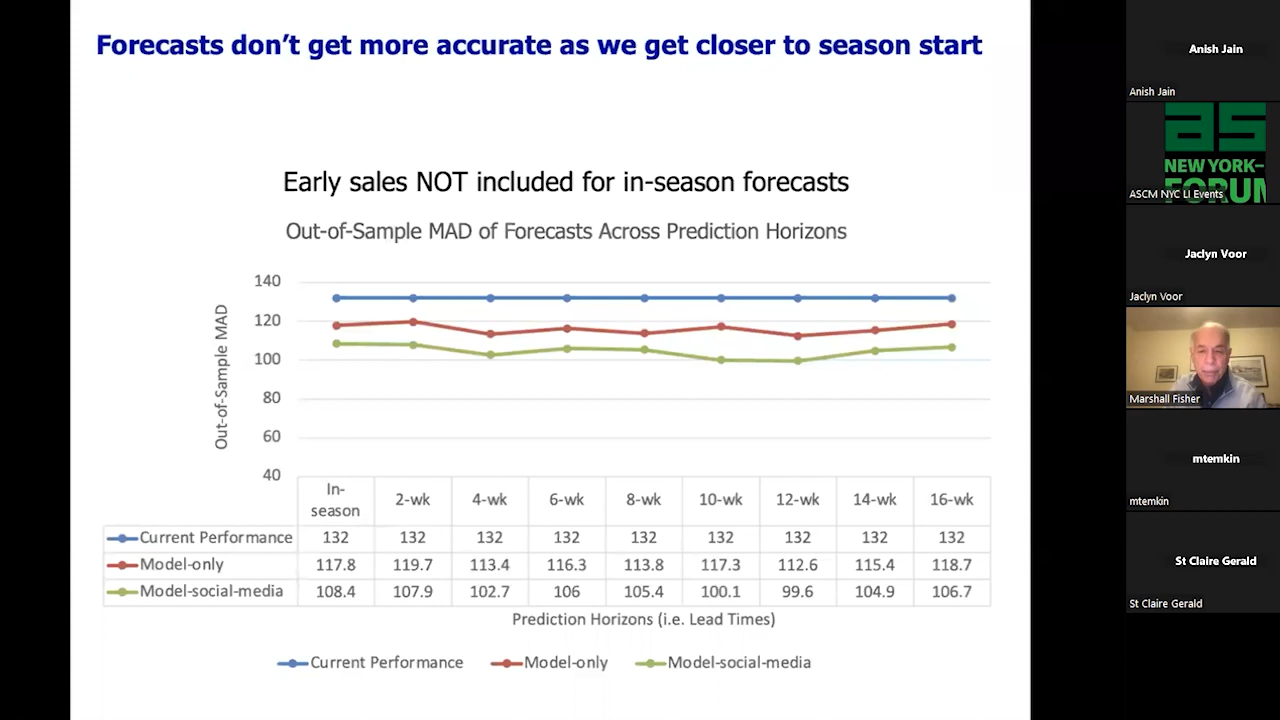 Forecasts don't get more accurate as we get closer to season start
Early sales NOT included for in-season forecasts
Out-of-Sample MAD of Forecasts Across Prediction Horizons
Out-of-Sample MAD
140
120
100
80
60
40
In-season 2-wk 4-wk 6-wk 8-wk 10-wk 12-wk 14-wk 16-wk
Current Performance 132 132 132 132 132 132 132 132 132
Model-only 117.8 119.7 113.4 116.3 113.8 117.3 112.6 115.4 118.7
Model-social-media 108.4 107.9 102.7 106 105.4 100.1 99.6 104.9 106.7
Prediction Horizons (i.e. Lead Times)
Current Performance Model-only Model-social-media
Anish Jain
Anish Jain
as
NEW YORK-
FORUM
ASCM NYC LI Events
Jaclyn Voor
Jaclyn Voor
Marshall Fisher
mtemkin
mtemkin
St Claire Gerald
St Claire Gerald